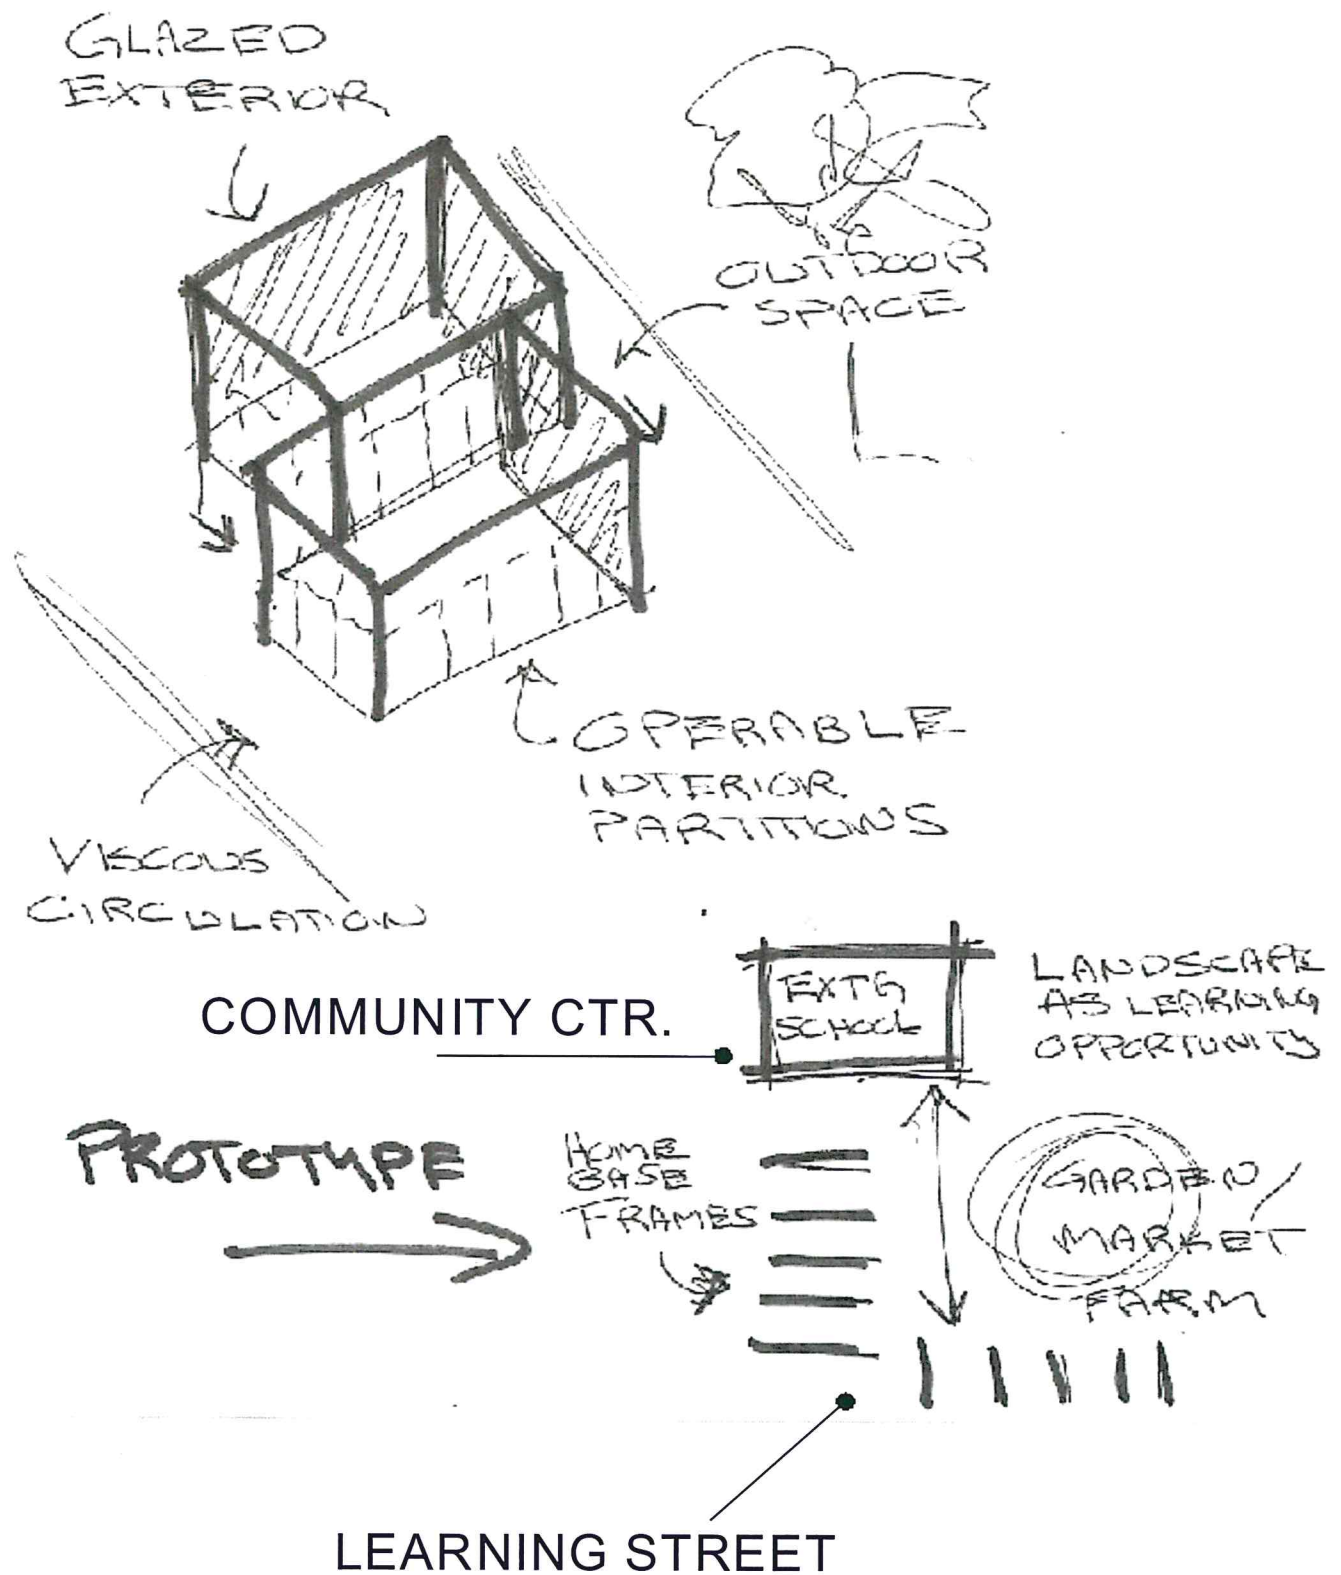 GLAZED
EXTERIOR
OUTDOOR
SPACE
OPERABLE
INTERIOR
PARTITIONS
VISCOUS
CIRCULATION
EXTG
SCHOOL
LANDSCAPE
AS LEARNING
OPPORTUNITY
COMMUNITY CTR.
PROTOTYPE
HOME
BASE
FRAMES
GARDEN/
MARKET
FARM
LEARNING STREET